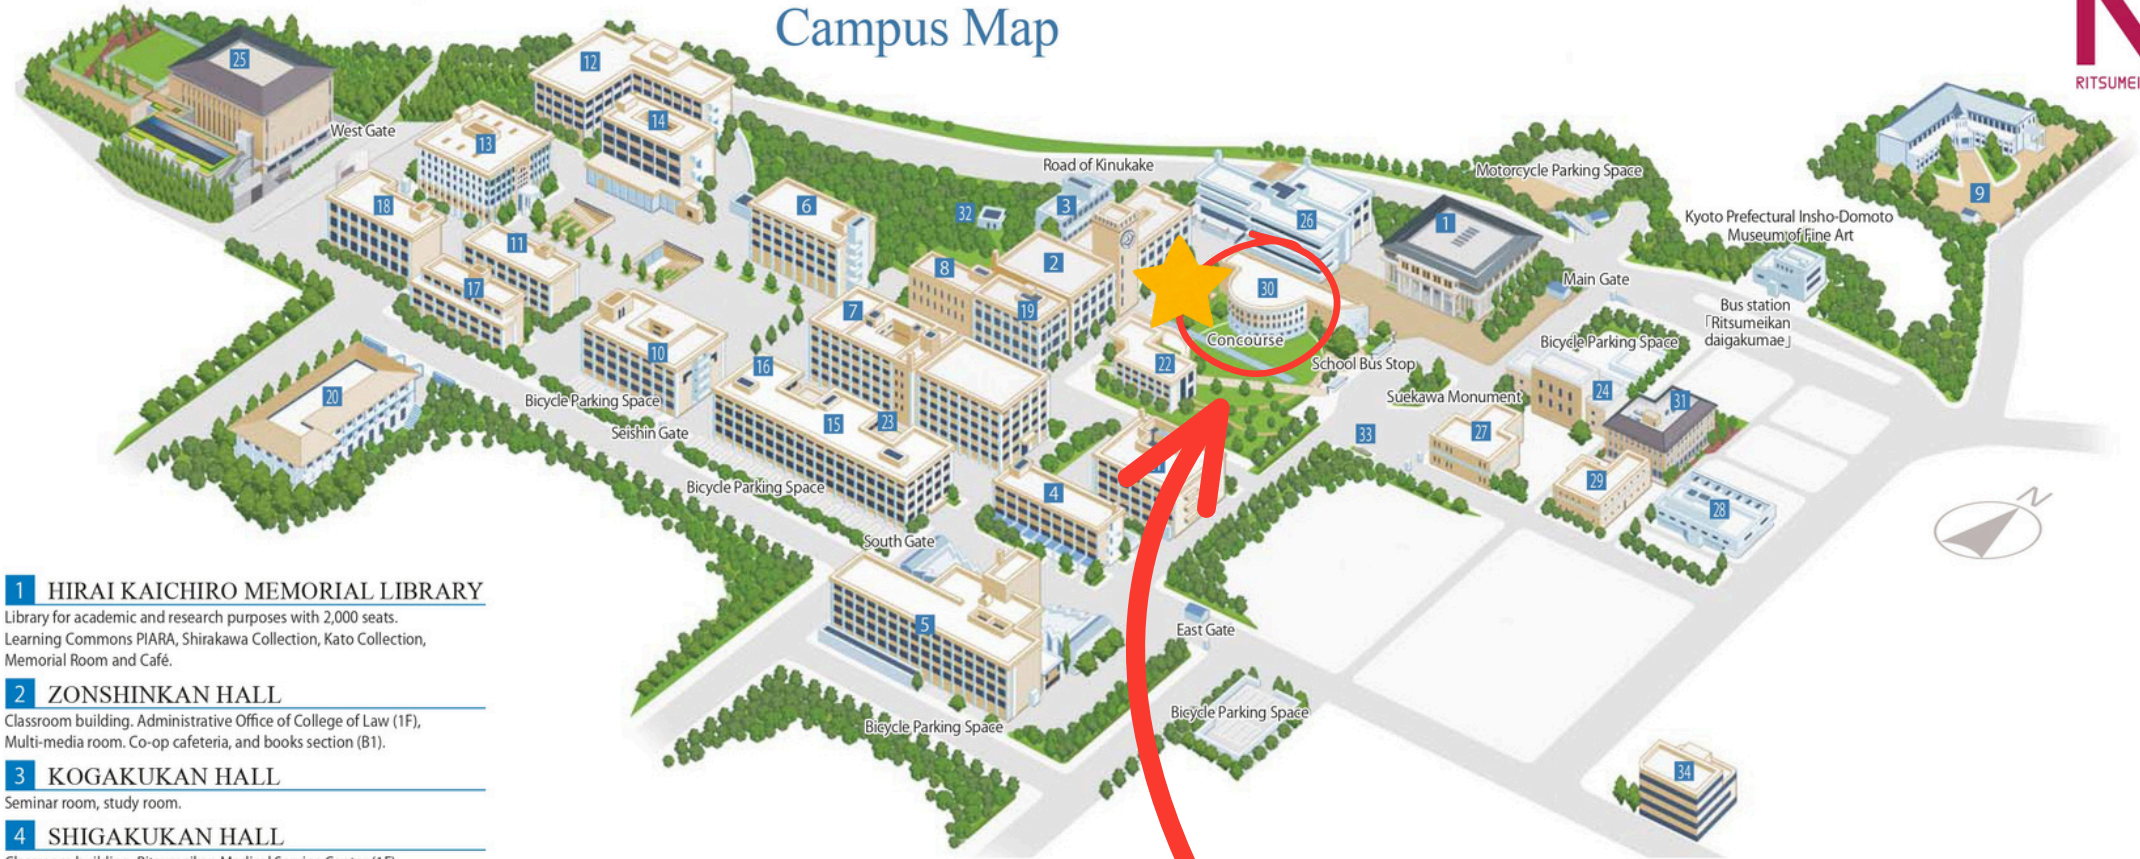 Campus Map
RITSUMEI
25
12
West Gate
14
13
Road of Kinukake
Motorcycle Parking Space
9
18
6
32
3
26
1
Kyoto Prefectural Insho-Domoto
Museum of Fine Art
11
8
2
Main Gate
17
30
19
7
Bus station
「Ritsumeikan
daigakumae」
Concourse
Bicycle Parking Space
10
16
22
School Bus Stop
20
Bicycle Parking Space
Suekawa Monument
24
31
Seishin Gate
15
23
33
27
Bicycle Parking Space
4
29
28
N
South Gate
5
East Gate
Bicycle Parking Space
Bicycle Parking Space
34
1 HIRAI KAICHIRO MEMORIAL LIBRARY
Library for academic and research purposes with 2,000 seats.
Learning Commons PIARA, Shirakawa Collection, Kato Collection,
Memorial Room and Café.
2 ZONSHINKAN HALL
Classroom building. Administrative Office of College of Law (1F),
Multi-media room. Co-op cafeteria, and books section (B1).
3 KOGAKUKAN HALL
Seminar room, study room.
4 SHIGAKUKAN HALL